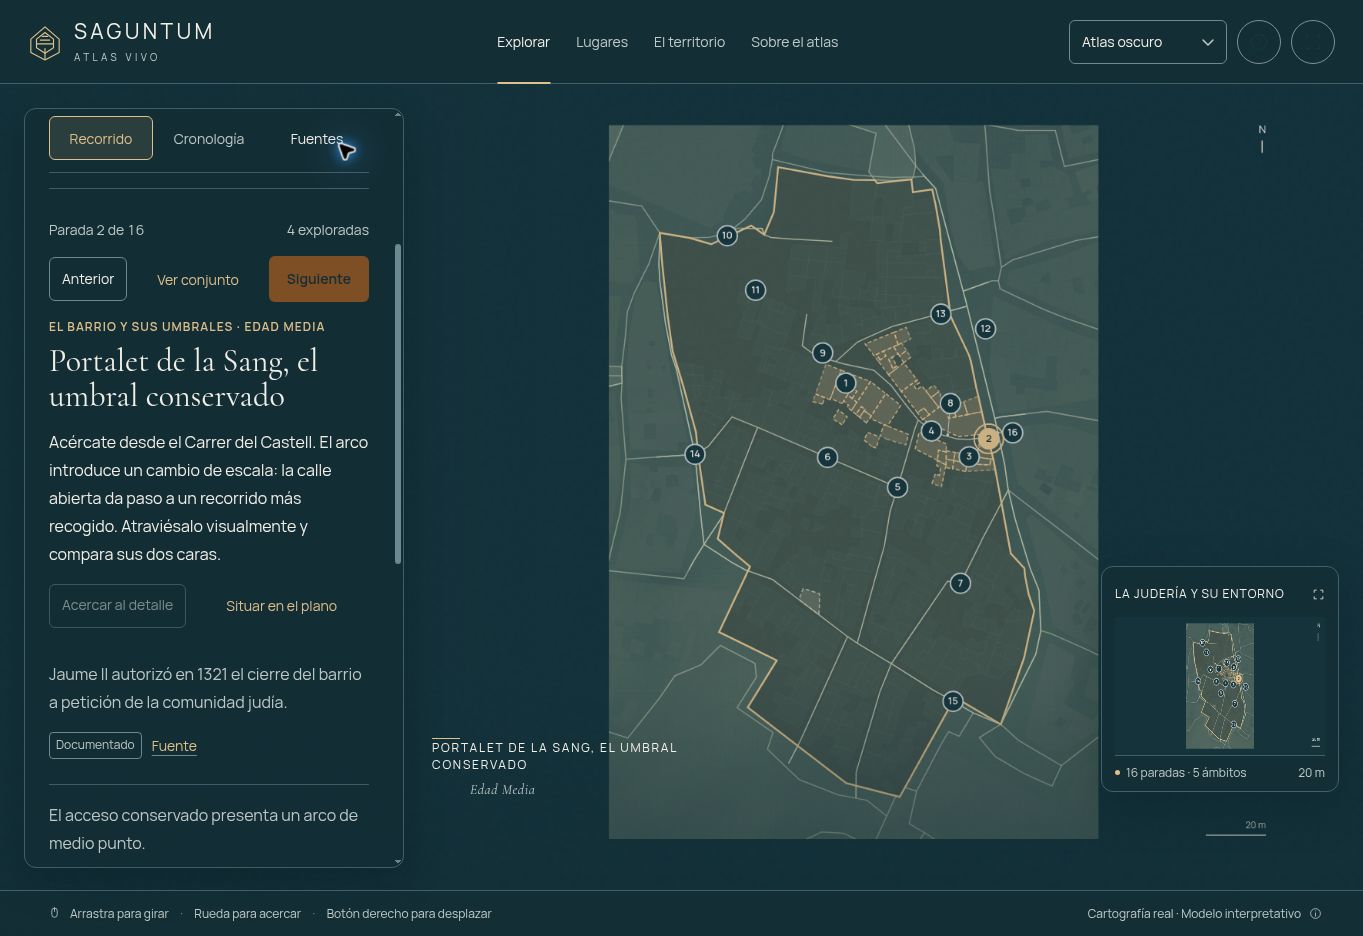 SAGUNTUM
ATLAS VIVO
Explorar
Lugares
El territorio
Sobre el atlas
Atlas oscuro
Recorrido
Cronología
Fuentes
Parada 2 de 16
4 exploradas
Anterior
Ver conjunto
Siguiente
EL BARRIO Y SUS UMBRALES · EDAD MEDIA
Portalet de la Sang, el
umbral conservado
Acércate desde el Carrer del Castell. El arco
introduce un cambio de escala: la calle
abierta da paso a un recorrido más
recogido. Atraviésalo visualmente y
compara sus dos caras.
Acercar al detalle
Situar en el plano
Jaume II autorizó en 1321 el cierre del barrio
a petición de la comunidad judía.
Documentado
Fuente
El acceso conservado presenta un arco de
medio punto.
N
10
11
13
12
9
1
8
4
2
16
3
14
6
5
7
15
PORTALET DE LA SANG, EL UMBRAL
CONSERVADO
Edad Media
LA JUDERÍA Y SU ENTORNO
16 paradas · 5 ámbitos
20 m
20 m
Arrastra para girar · Rueda para acercar · Botón derecho para desplazar
Cartografía real · Modelo interpretativo